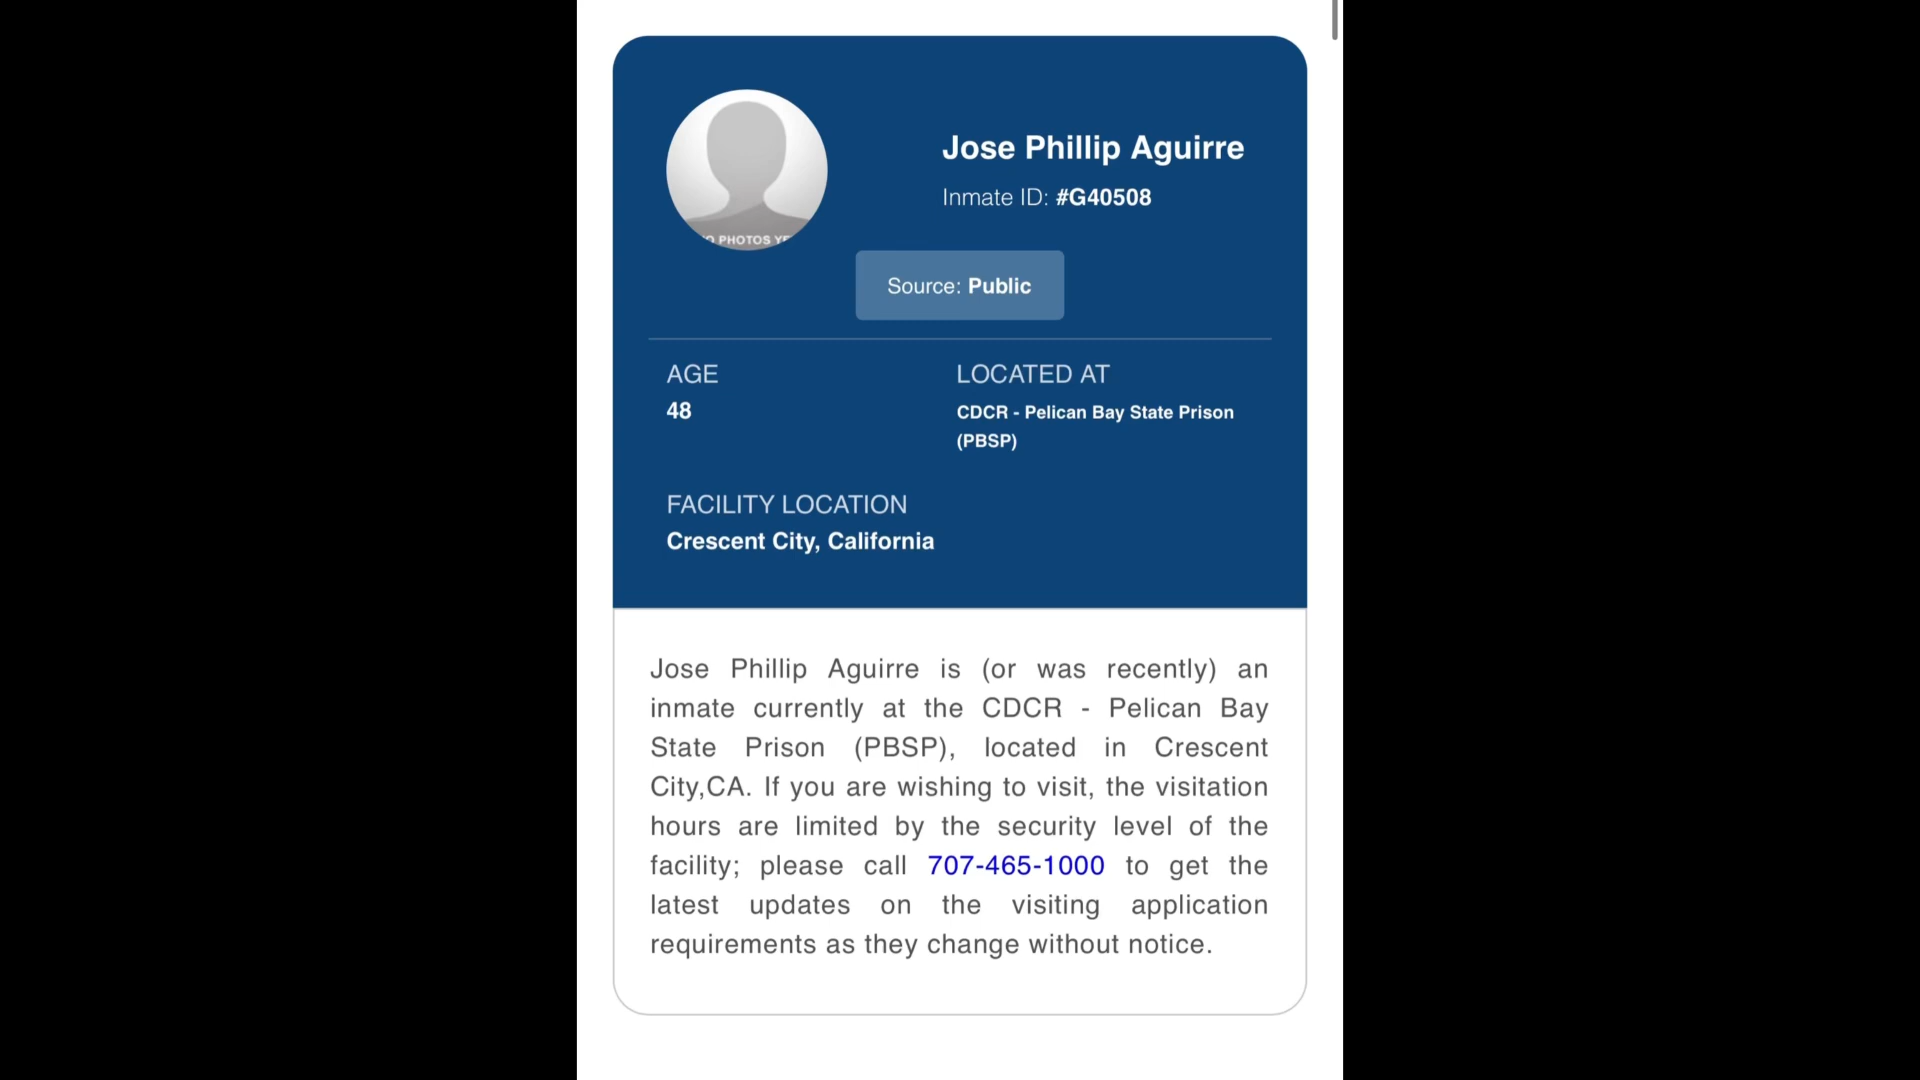 Jose Phillip Aguirre
Inmate ID: #G40508
PHOTOS
Source: Public
AGE
48
LOCATED AT
CDCR - Pelican Bay State Prison
(PBSP)
FACILITY LOCATION
Crescent City, California
Jose Phillip Aguirre is (or was recently) an
inmate currently at the CDCR - Pelican Bay
State Prison (PBSP), located in Crescent
City,CA. If you are wishing to visit, the visitation
hours are limited by the security level of the
facility; please call 707-465-1000 to get the
latest updates on the visiting application
requirements as they change without notice.